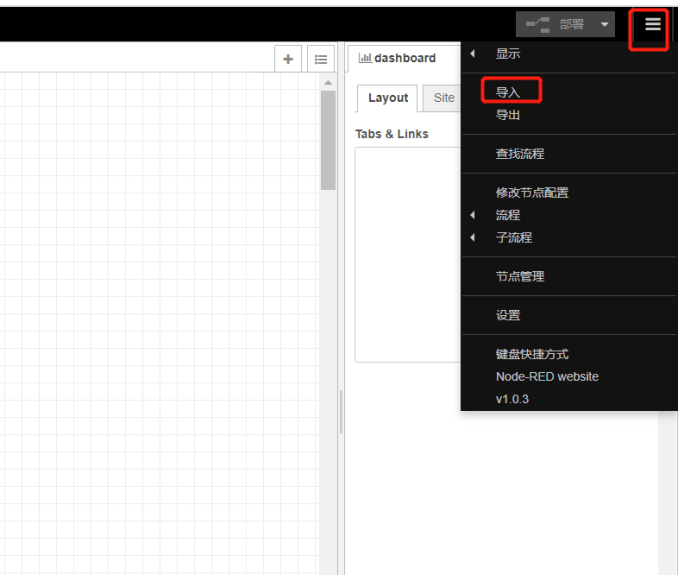 部署
dashboard
显示
Layout
Site
导入
导出
Tabs & Links
查找流程
修改节点配置
流程
子流程
节点管理
设置
键盘快捷方式
Node-RED website
v1.0.3